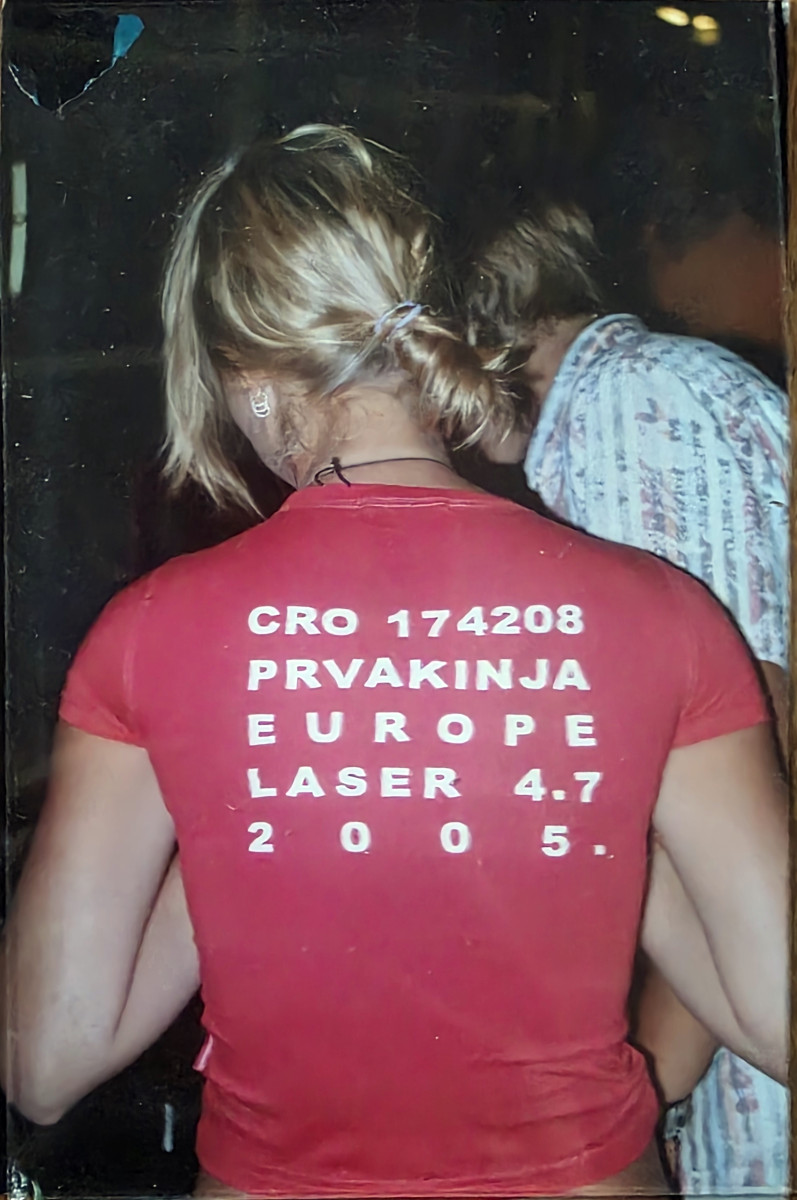 CRO 174208
PRVAKINJA
EUROPE
LASER 4.7
2005.